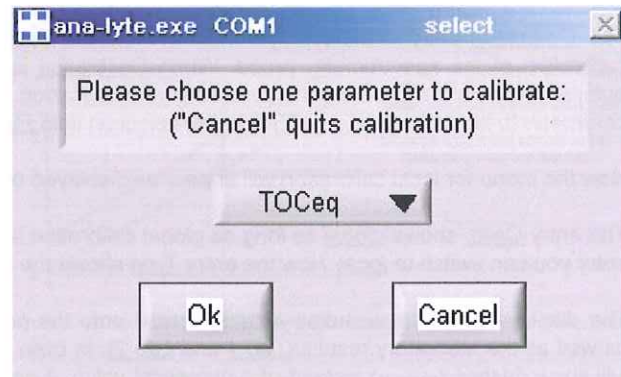 ana-lyte.exe COM1 select
Please choose one parameter to calibrate:
("Cancel" quits calibration)
TOCeq
Ok
Cancel